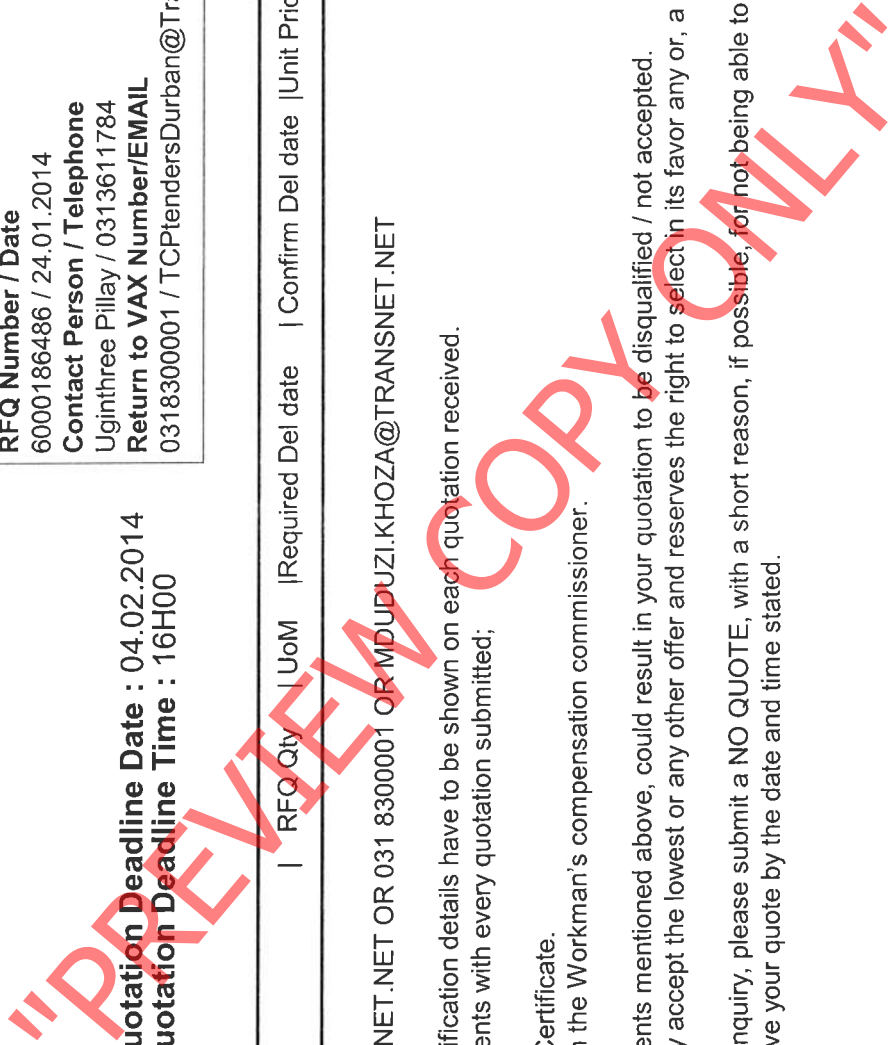 RFQ Number / Date
6000186486 / 24.01.2014
Contact Person / Telephone
Uginthree Pillay / 0313611784
Return to VAX Number/EMAIL
0318300001 / TCPtendersDurban@Tra
uotation Deadline Date : 04.02.2014
uotation Deadline Time : 16H00
| RFQ Qty | UoM |Required Del date | Confirm Del date |Unit Pric
NET.NET OR 031 8300001 OR MDUDUZI.KHOZA@TRANSNET.NET
ification details have to be shown on each quotation received.
ents with every quotation submitted;
Certificate.
n the Workman's compensation commissioner.
ents mentioned above, could result in your quotation to be disqualified / not accepted.
y accept the lowest or any other offer and reserves the right to select in its favor any or, a
nquiry, please submit a NO QUOTE, with a short reason, if possible, for not being able to
ve your quote by the date and time stated.
"PREVIEW COPY ONLY"